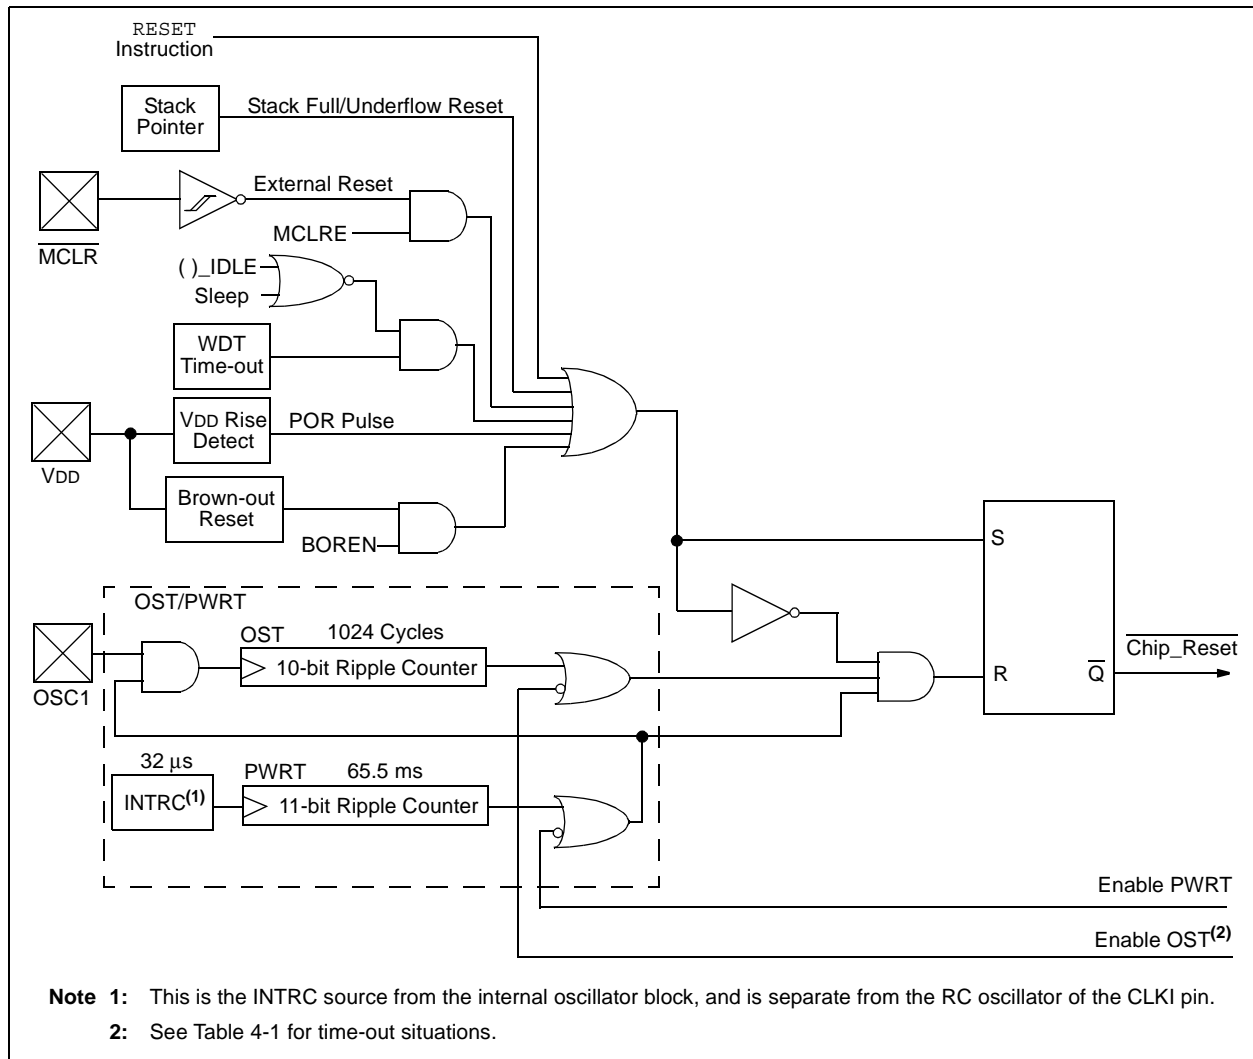 RESET
Instruction
Stack
Pointer
Stack Full/Underflow Reset
External Reset
MCLRE
MCLR
( )_IDLE
Sleep
WDT
Time-out
VDD Rise
Detect
POR Pulse
VDD
Brown-out
Reset
BOREN
S
OST/PWRT
OST
1024 Cycles
10-bit Ripple Counter
OSC1
R
Q
Chip_Reset
32 μs
INTRC(1)
PWRT
65.5 ms
11-bit Ripple Counter
Enable PWRT
Enable OST(2)
Note 1: This is the INTRC source from the internal oscillator block, and is separate from the RC oscillator of the CLKI pin.
2: See Table 4-1 for time-out situations.